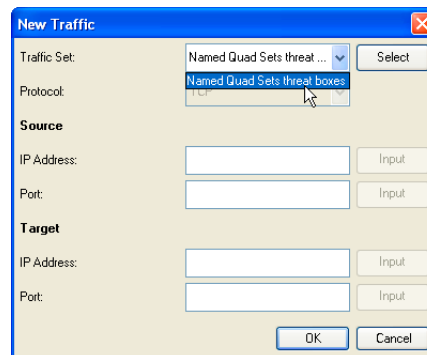 New Traffic
Traffic Set: Named Quad Sets threat ... Select
Named Quad Sets threat boxes
Protocol: TCP
Source
IP Address: Input
Port: Input
Target
IP Address: Input
Port: Input
OK Cancel